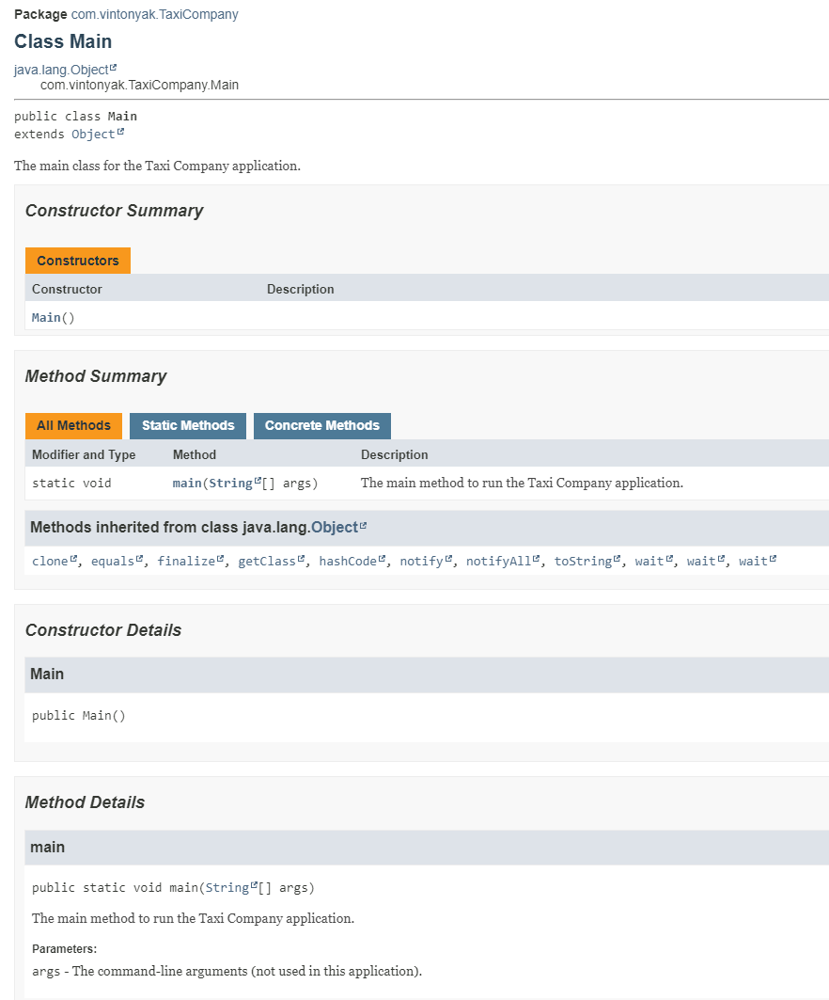 Package com.vintonyak.TaxiCompany
Class Main
java.lang.Object
com.vintonyak.TaxiCompany.Main
public class Main
extends Object
The main class for the Taxi Company application.
Constructor Summary
Constructors
Constructor Description
Main()
Method Summary
All Methods Static Methods Concrete Methods
Modifier and Type Method Description
static void main(String[] args) The main method to run the Taxi Company application.
Methods inherited from class java.lang.Object
clone, equals, finalize, getClass, hashCode, notify, notifyAll, toString, wait, wait, wait
Constructor Details
Main
public Main()
Method Details
main
public static void main(String[] args)
The main method to run the Taxi Company application.
Parameters:
args - The command-line arguments (not used in this application).